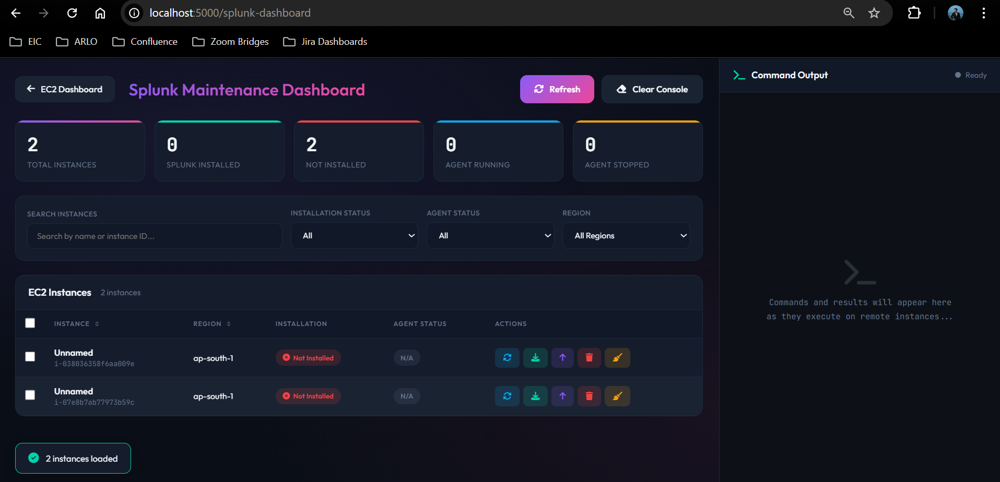 localhost:5000/splunk-dashboard
EIC
ARLO
Confluence
Zoom Bridges
Jira Dashboards
EC2 Dashboard
Splunk Maintenance Dashboard
Refresh
Clear Console
2
TOTAL INSTANCES
0
SPLUNK INSTALLED
2
NOT INSTALLED
0
AGENT RUNNING
0
AGENT STOPPED
SEARCH INSTANCES
Search by name or instance ID...
INSTALLATION STATUS
All
AGENT STATUS
All
REGION
All Regions
EC2 Instances 2 instances
INSTANCE REGION INSTALLATION AGENT STATUS ACTIONS
Unnamed
i-038036358f6aa009e
ap-south-1
Not Installed
N/A
Unnamed
i-07e8b7ab77973b59c
ap-south-1
Not Installed
N/A
2 instances loaded
Command Output
Ready
Commands and results will appear here
as they execute on remote instances...